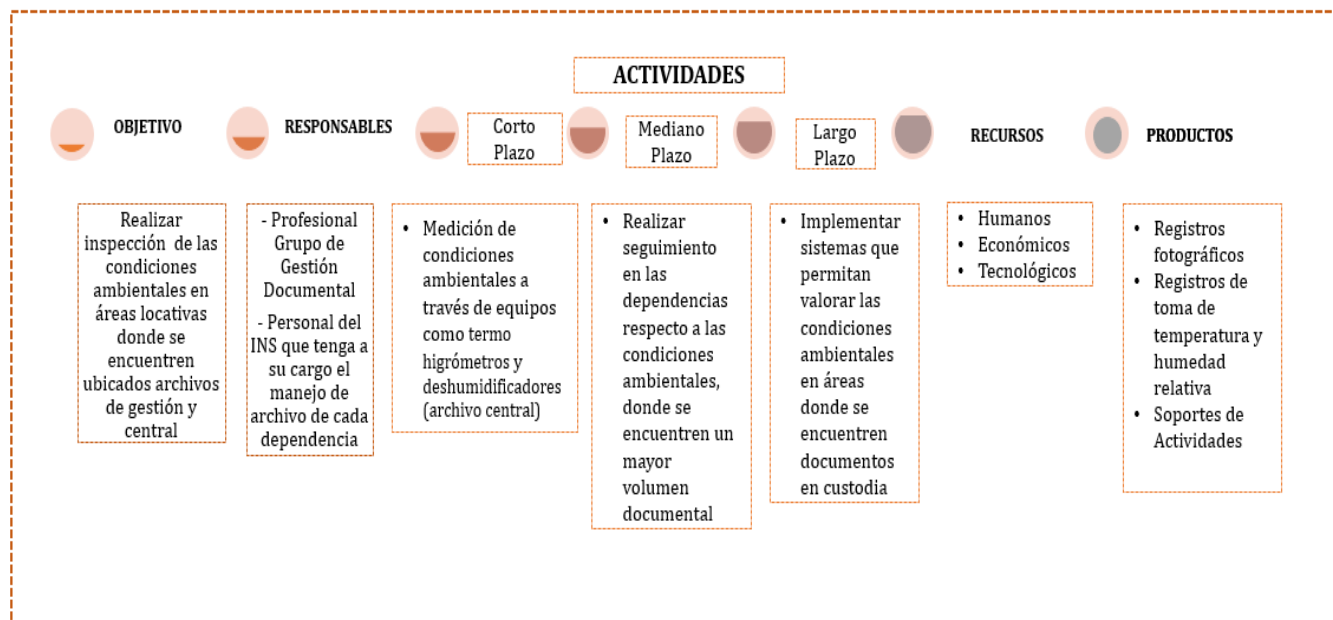 ACTIVIDADES
OBJETIVO
RESPONSABLES
Corto
Plazo
Mediano
Plazo
Largo
Plazo
RECURSOS
PRODUCTOS
Realizar
inspección de las
condiciones
ambientales en
áreas locativas
donde se
encuentren
ubicados archivos
de gestión y
central
- Profesional
Grupo de
Gestión
Documental
- Personal del
INS que tenga a
su cargo el
manejo de
archivo de cada
dependencia
• Medición de
condiciones
ambientales a
través de equipos
como termo
higrómetros y
deshumidificadores
(archivo central)
• Realizar
seguimiento
en las
dependencias
respecto a las
condiciones
ambientales,
donde se
encuentren un
mayor
volumen
documental
• Implementar
sistemas que
permitan
valorar las
condiciones
ambientales
en áreas
donde se
encuentren
documentos
en custodia
• Humanos
• Económicos
• Tecnológicos
• Registros
fotográficos
• Registros de
toma de
temperatura y
humedad
relativa
• Soportes de
Actividades